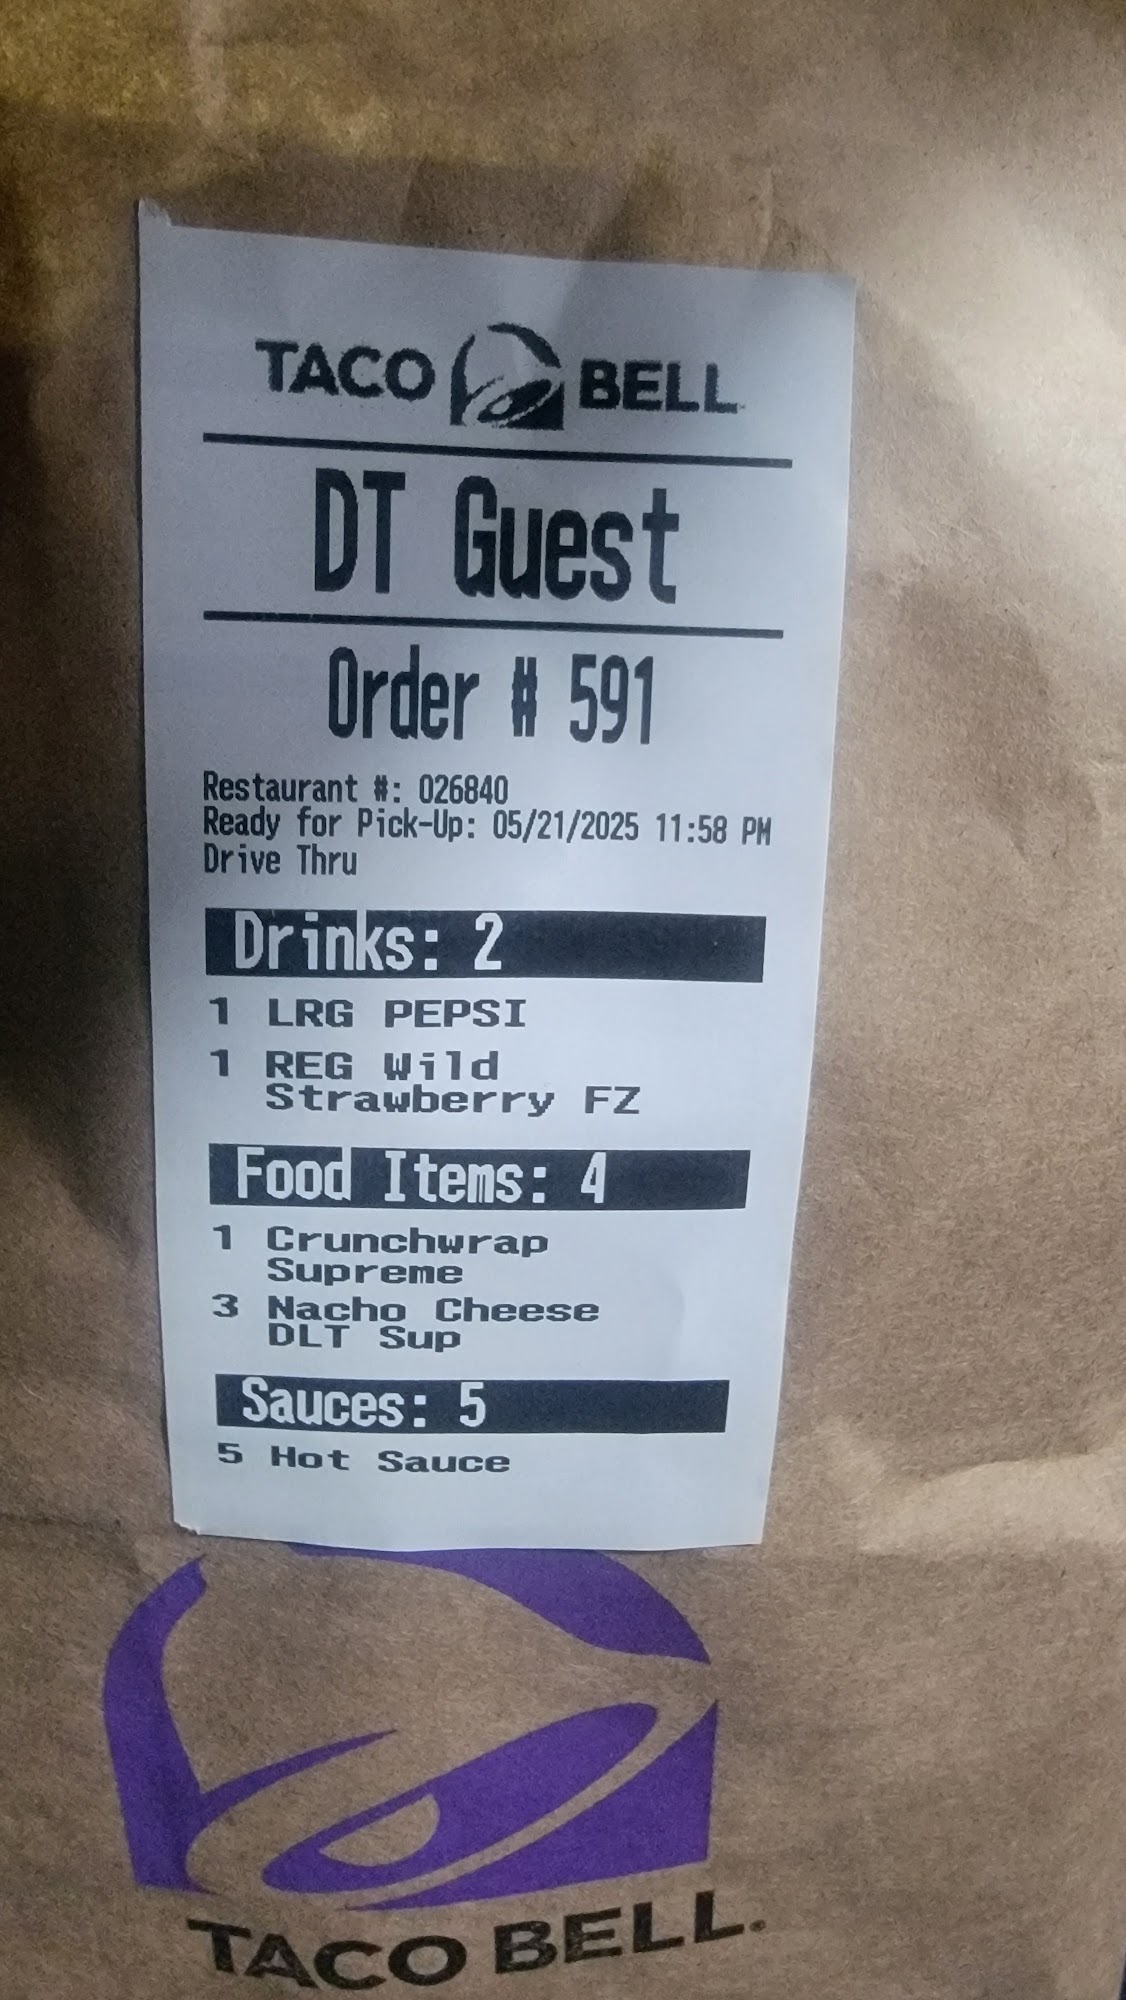 TACO BELL
DT Guest
Order # 591
Restaurant #: 026840
Ready for Pick-Up: 05/21/2025 11:58 PM
Drive Thru
Drinks: 2
1 LRG PEPSI
1 REG Wild
Strawberry FZ
Food Items: 4
1 Crunchwrap
Supreme
3 Nacho Cheese
DLT Sup
Sauces: 5
5 Hot Sauce
TACO BELL.